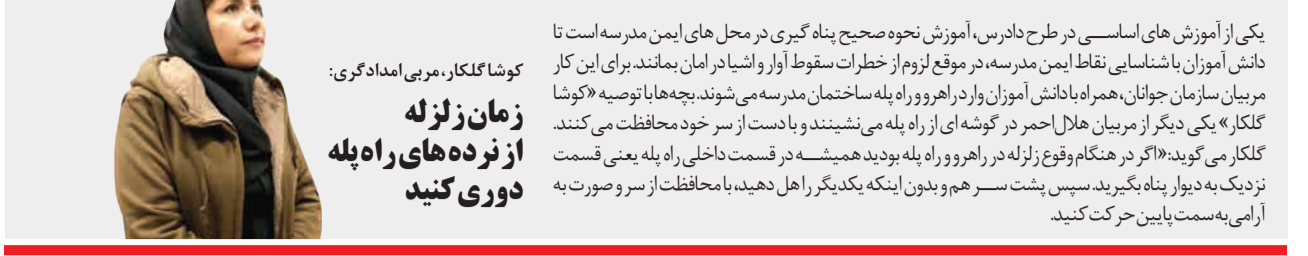 کوشا گلکار، مربی امدادگری:
زمان زلزله
از نرده‌های راه پله
دوری کنید
یکی از آموزش های اساسی در طرح دادرس، آموزش نحوه صحیح پناه گیری در محل های ایمن مدرسه است تا
دانش آموزان با شناسایی نقاط ایمن مدرسه، در موقع لزوم از خطرات سقوط آوار و اشیا در امان بمانند. برای این کار
مربیان سازمان جوانان، همراه با دانش آموزان وارد راهرو و راه پله ساختمان مدرسه می‌شوند. بچه‌ها با توصیه «کوشا
گلکار» یکی دیگر از مربیان هلال‌احمر در گوشه ای از راه پله می‌نشینند و با دست از سر خود محافظت می کنند.
گلکار می گوید: «اگر در هنگام وقوع زلزله در راهرو و راه پله بودید همیشه در قسمت داخلی راه پله یعنی قسمت
نزدیک به دیوار پناه بگیرید. سپس پشت سر هم و بدون اینکه یکدیگر را هل دهید، با محافظت از سر و صورت به
آرامی به سمت پایین حرکت کنید.